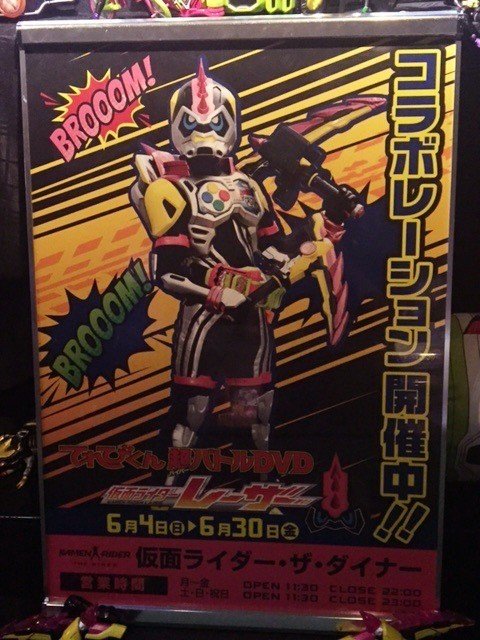 BROOOM!
コラボレーション開催中!!
BROOOM!
てれびくん 超バトルDVD
仮面ライダーレーザー
6月4日(日)▶6月30日(金)
KAMEN RIDER
THE DINER
仮面ライダー・ザ・ダイナー
営業時間
月〜金 OPEN 11:30 CLOSE 22:00
土・日・祝日 OPEN 11:30 CLOSE 23:00